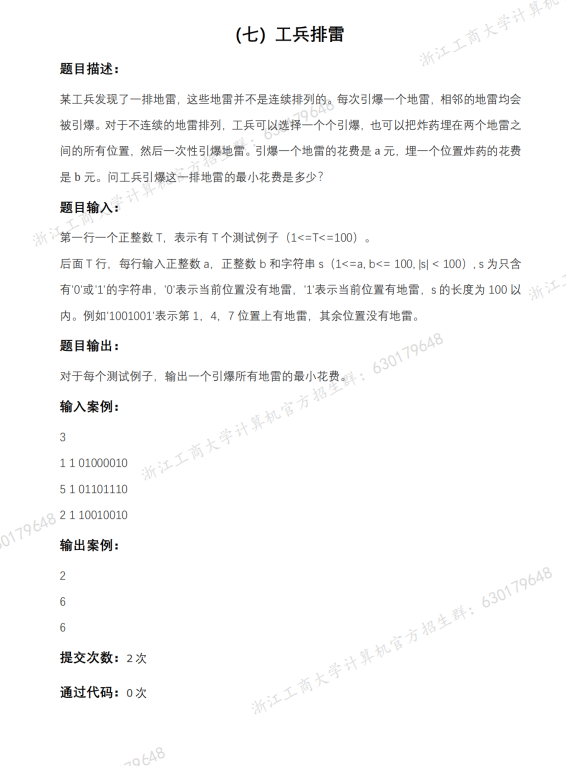 （七）工兵排雷
题目描述：
某工兵发现了一排地雷，这些地雷并不是连续排列的。每次引爆一个地雷，相邻的地雷均会
被引爆。对于不连续的地雷排列，工兵可以选择一个个引爆，也可以把炸药埋在两个地雷之
间的所有位置，然后一次性引爆地雷。引爆一个地雷的花费是 a 元，埋一个位置炸药的花费
是 b 元。问工兵引爆这一排地雷的最小花费是多少？
题目输入：
第一行一个正整数 T，表示有 T 个测试例子（1<=T<=100）。
后面 T 行，每行输入正整数 a，正整数 b 和字符串 s（1<=a, b<= 100, |s| < 100）, s 为只含
有'0'或'1'的字符串，'0'表示当前位置没有地雷，'1'表示当前位置有地雷，s 的长度为 100 以
内。例如'1001001'表示第 1，4，7 位置上有地雷，其余位置没有地雷。
题目输出：
对于每个测试例子，输出一个引爆所有地雷的最小花费。
输入案例：
3
1 1 01000010
5 1 01101110
2 1 10010010
输出案例：
2
6
6
提交次数：2 次
通过代码：0 次
浙江工商大学计算机
浙江工商大学计算机官方招生群：630179648
浙江工
浙江工商大学计算机官方招生群：630179648
30179648
浙江工商大学计算机官方招生群：630179648
79648